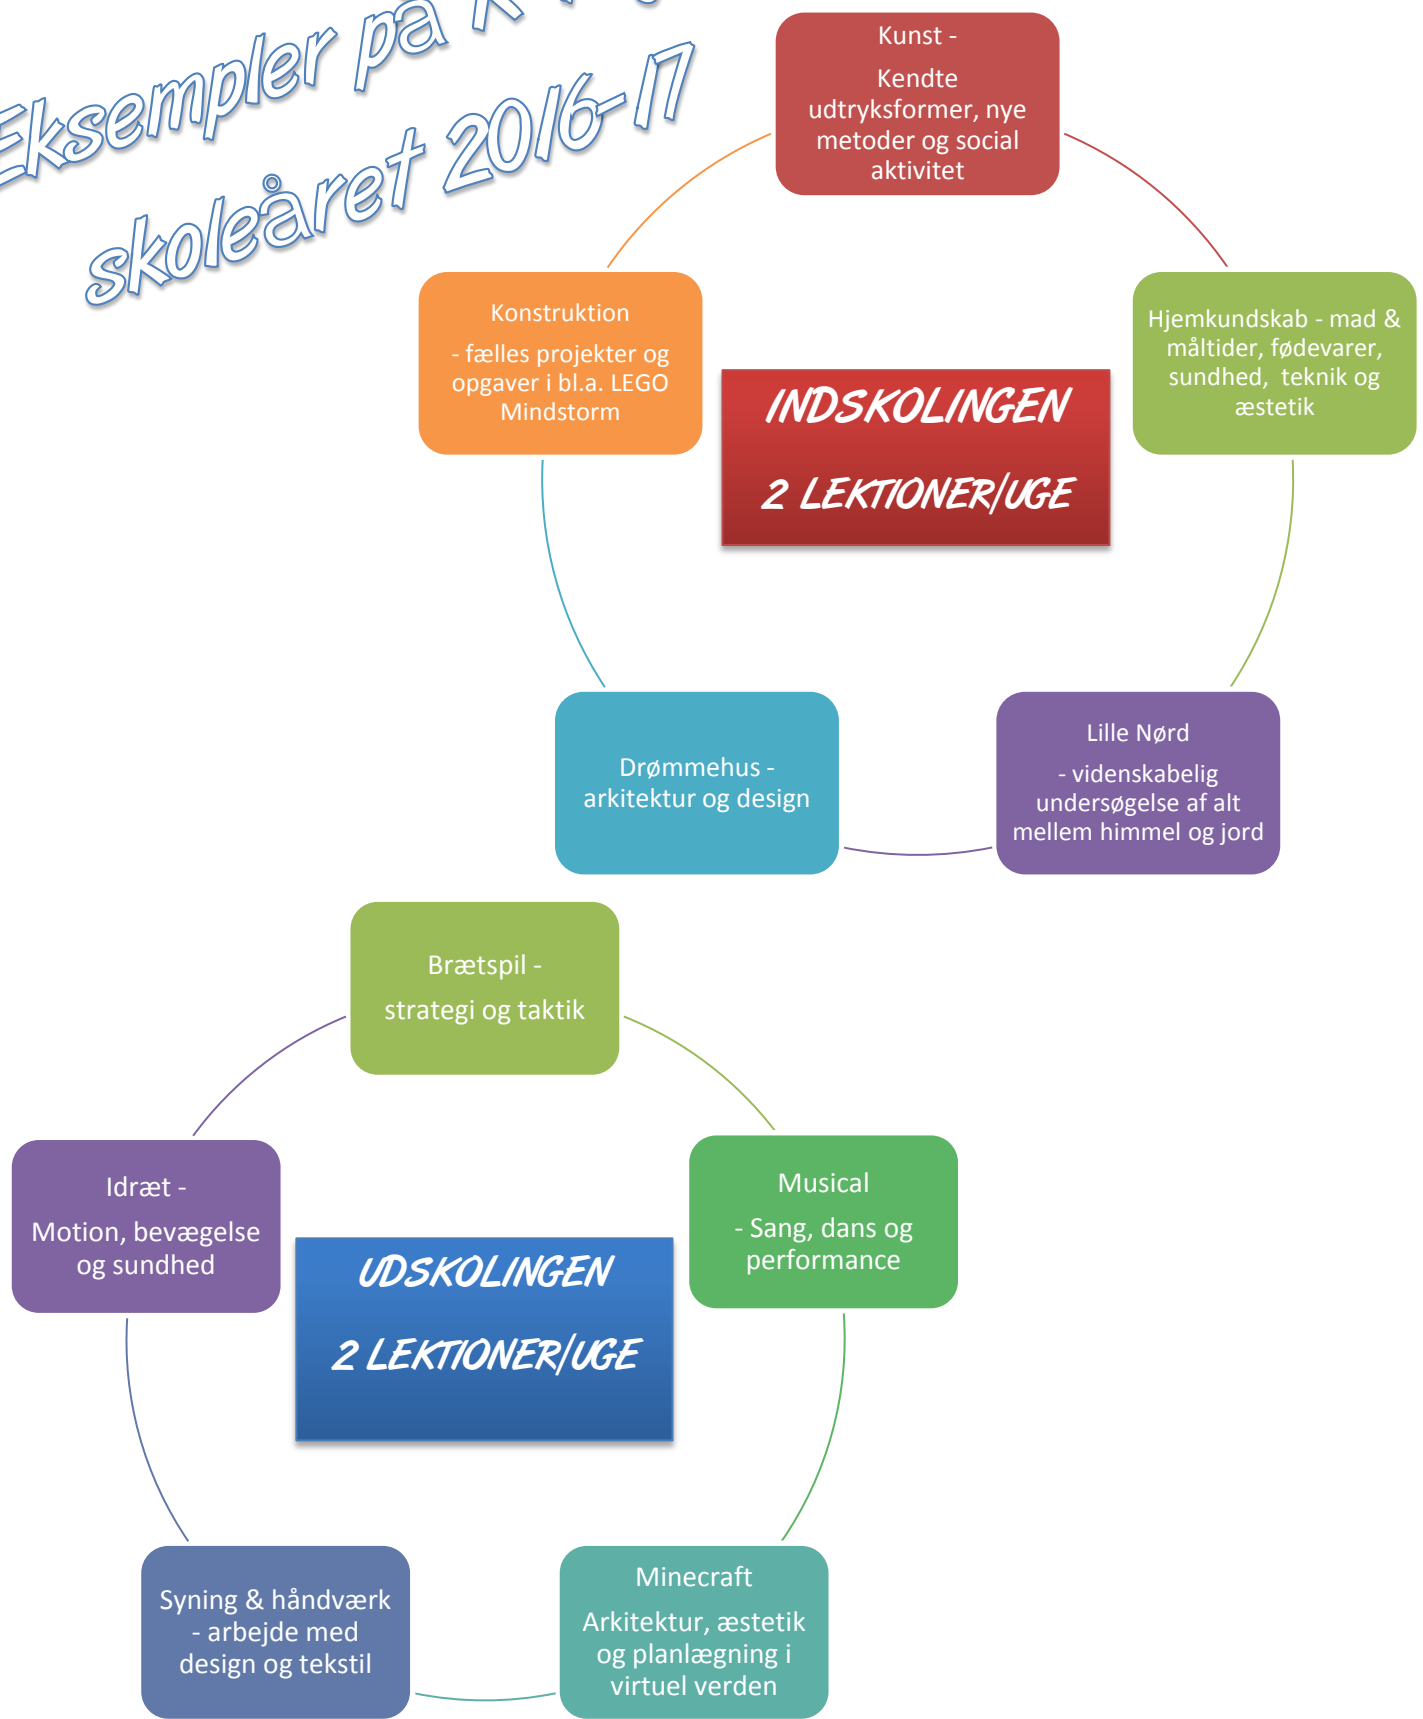 Eksempler på
skoleåret 2016-17
Kunst -
Kendte
udtryksformer, nye
metoder og social
aktivitet
Konstruktion
- fælles projekter og
opgaver i bl.a. LEGO
Mindstorm
Hjemkundskab - mad &
måltider, fødevarer,
sundhed, teknik og
æstetik
INDSKOLINGEN
2 LEKTIONER/UGE
Drømmehus -
arkitektur og design
Lille Nørd
- videnskabelig
undersøgelse af alt
mellem himmel og jord
Brætspil -
strategi og taktik
Idræt -
Motion, bevægelse
og sundhed
Musical
- Sang, dans og
performance
UDSKOLINGEN
2 LEKTIONER/UGE
Syning & håndværk
- arbejde med
design og tekstil
Minecraft
Arkitektur, æstetik
og planlægning i
virtuel verden